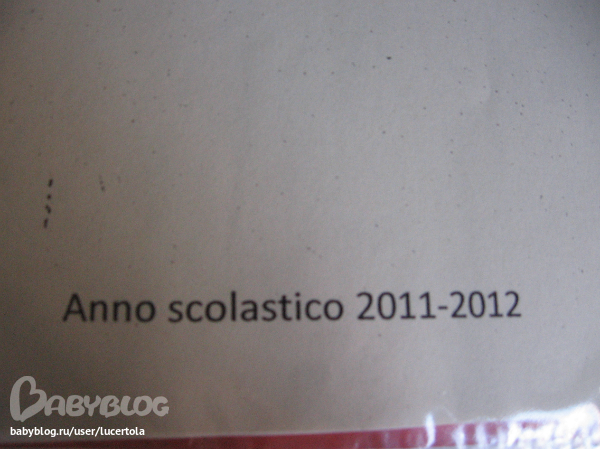 Anno scolastico 2011-2012
BABYBLOG
babyblog.ru/user/lucertola